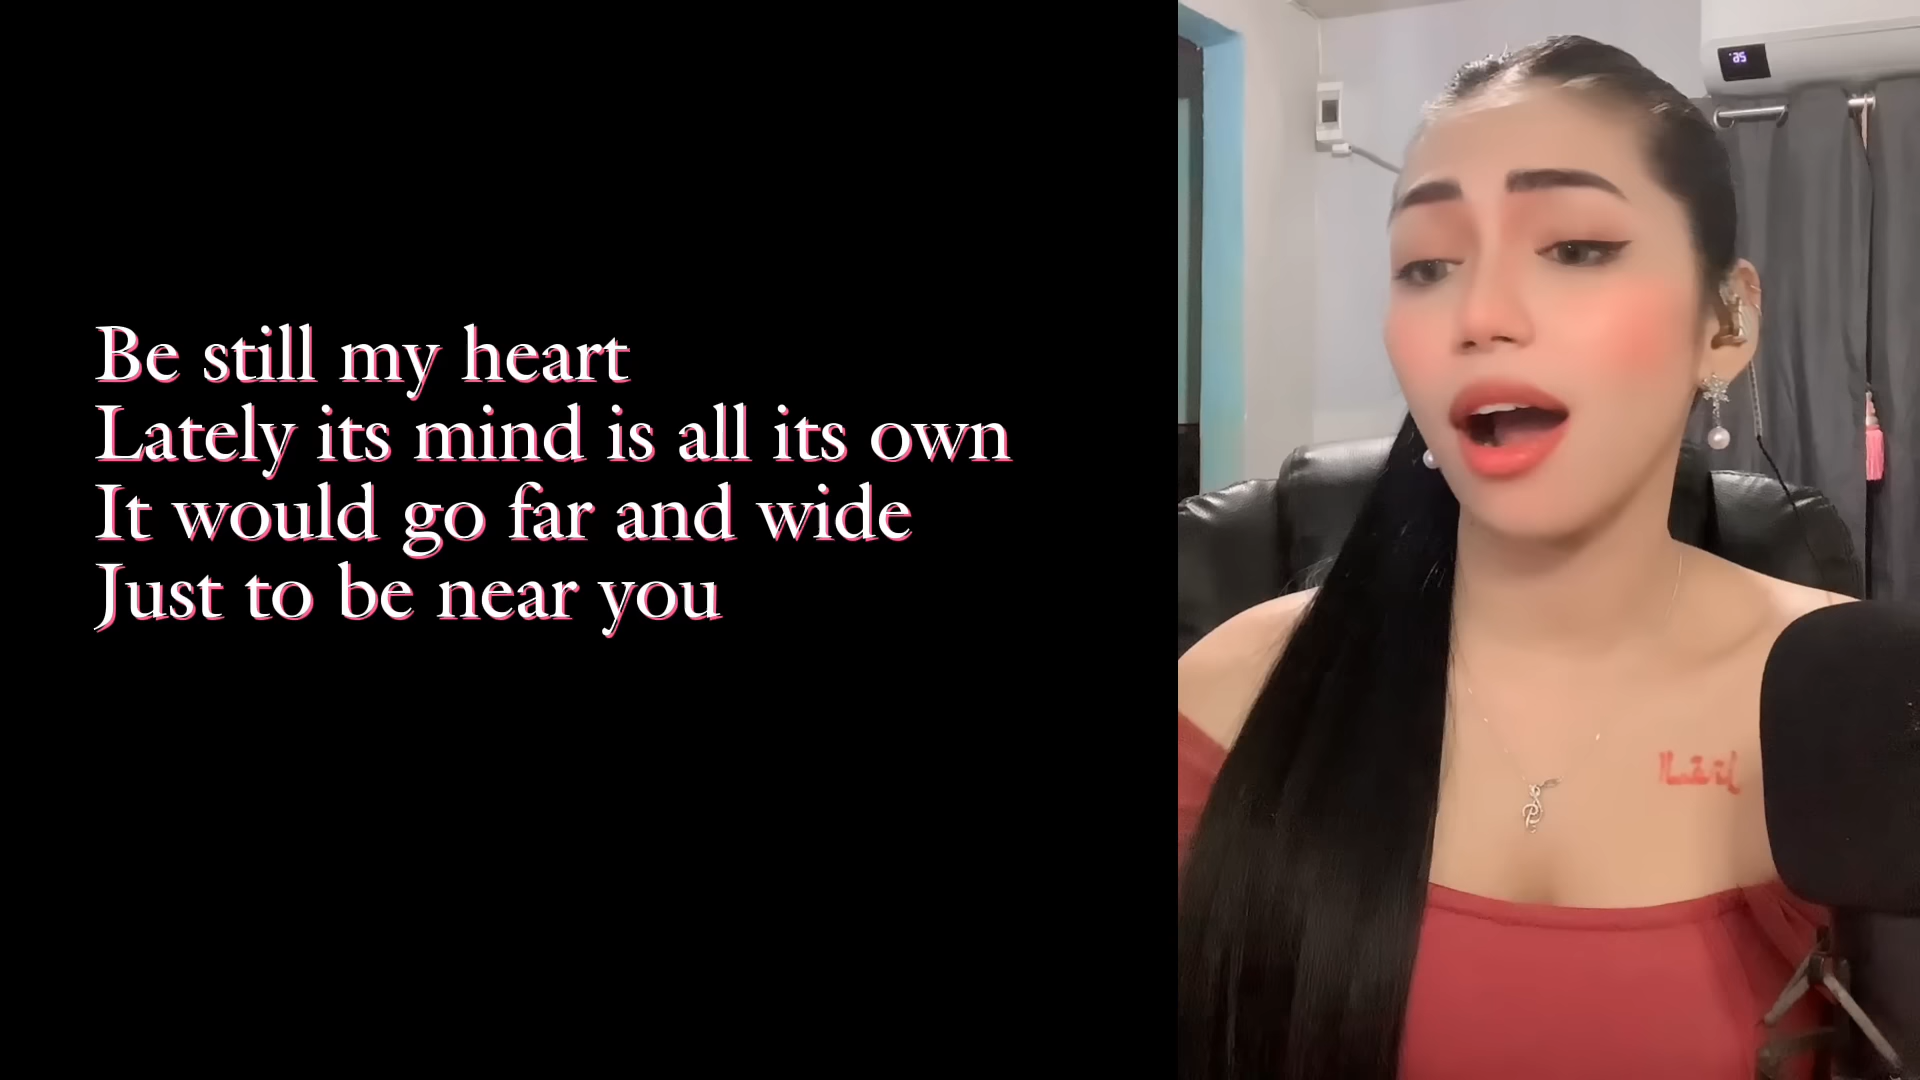 Be still my heart
Lately its mind is all its own
It would go far and wide
Just to be near you